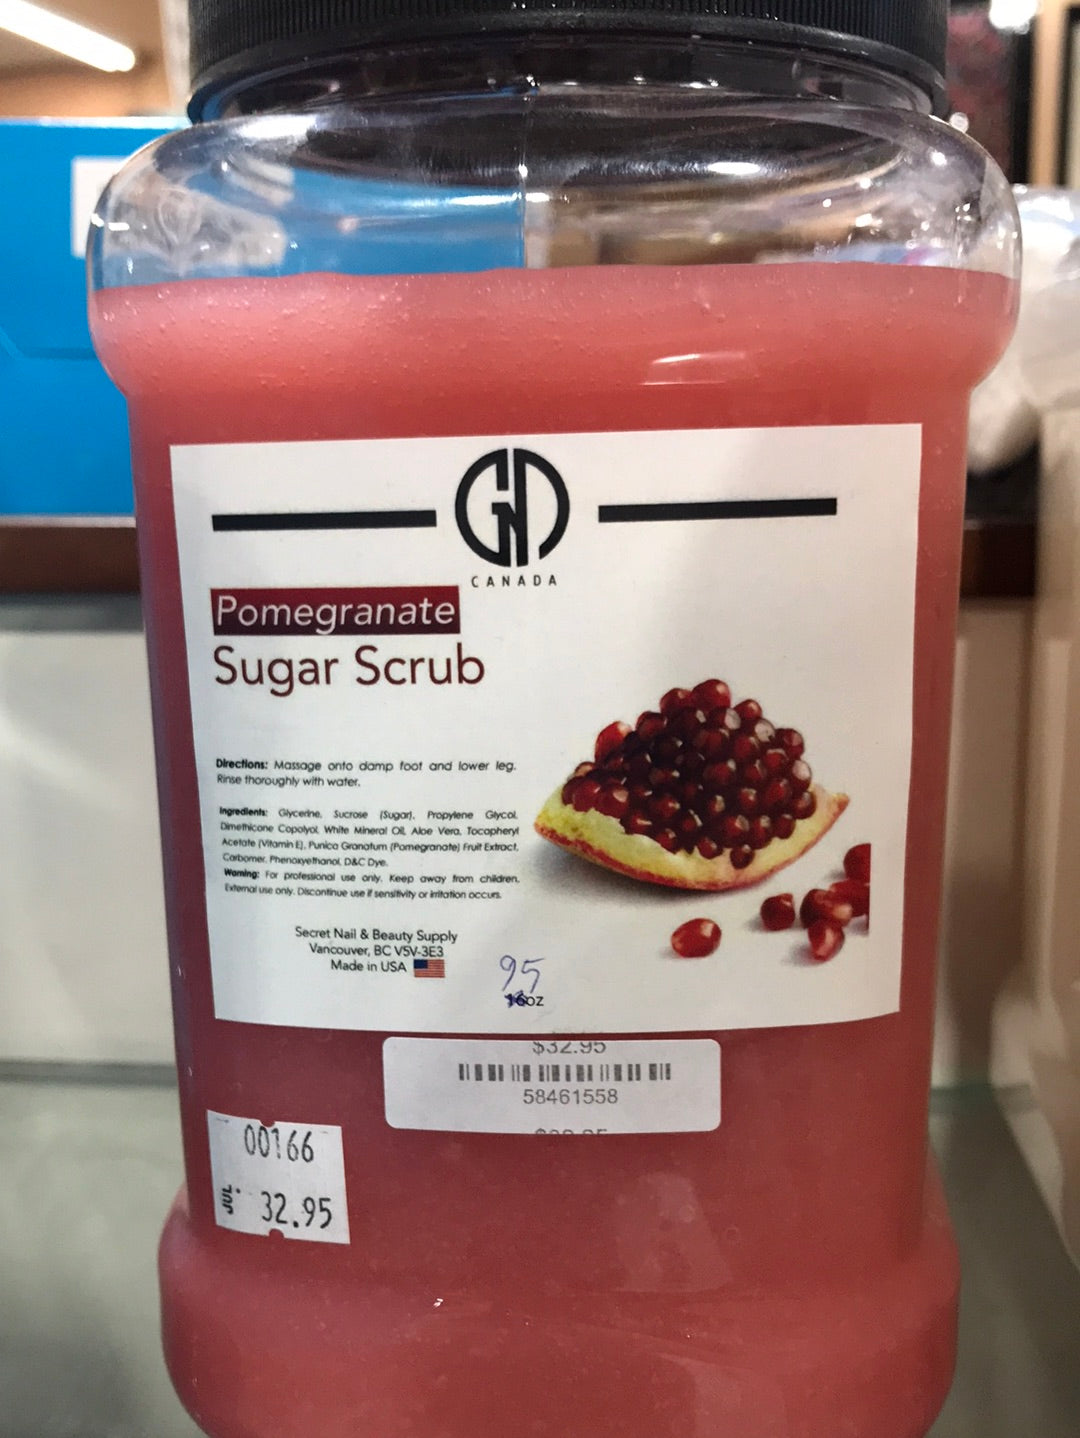 GND
CANADA
Pomegranate
Sugar Scrub
Directions: Massage onto damp foot and lower leg.
Rinse thoroughly with water.
Ingredients: Glycerine, Sucrose (Sugar), Propylene Glycol,
Dimethicone Copolyol, White Mineral Oil, Aloe Vera, Tocopheryl
Acetate (Vitamin E), Punica Granatum (Pomegranate) Fruit Extract,
Carbomer, Phenoxyethanol, D&C Dye.
Warning: For professional use only. Keep away from children.
External use only. Discontinue use if sensitivity or irritation occurs.
Secret Nail & Beauty Supply
Vancouver, BC V5V-3E3
Made in USA
95
16oz
$32.95
58461558
00166
JUL. 32.95